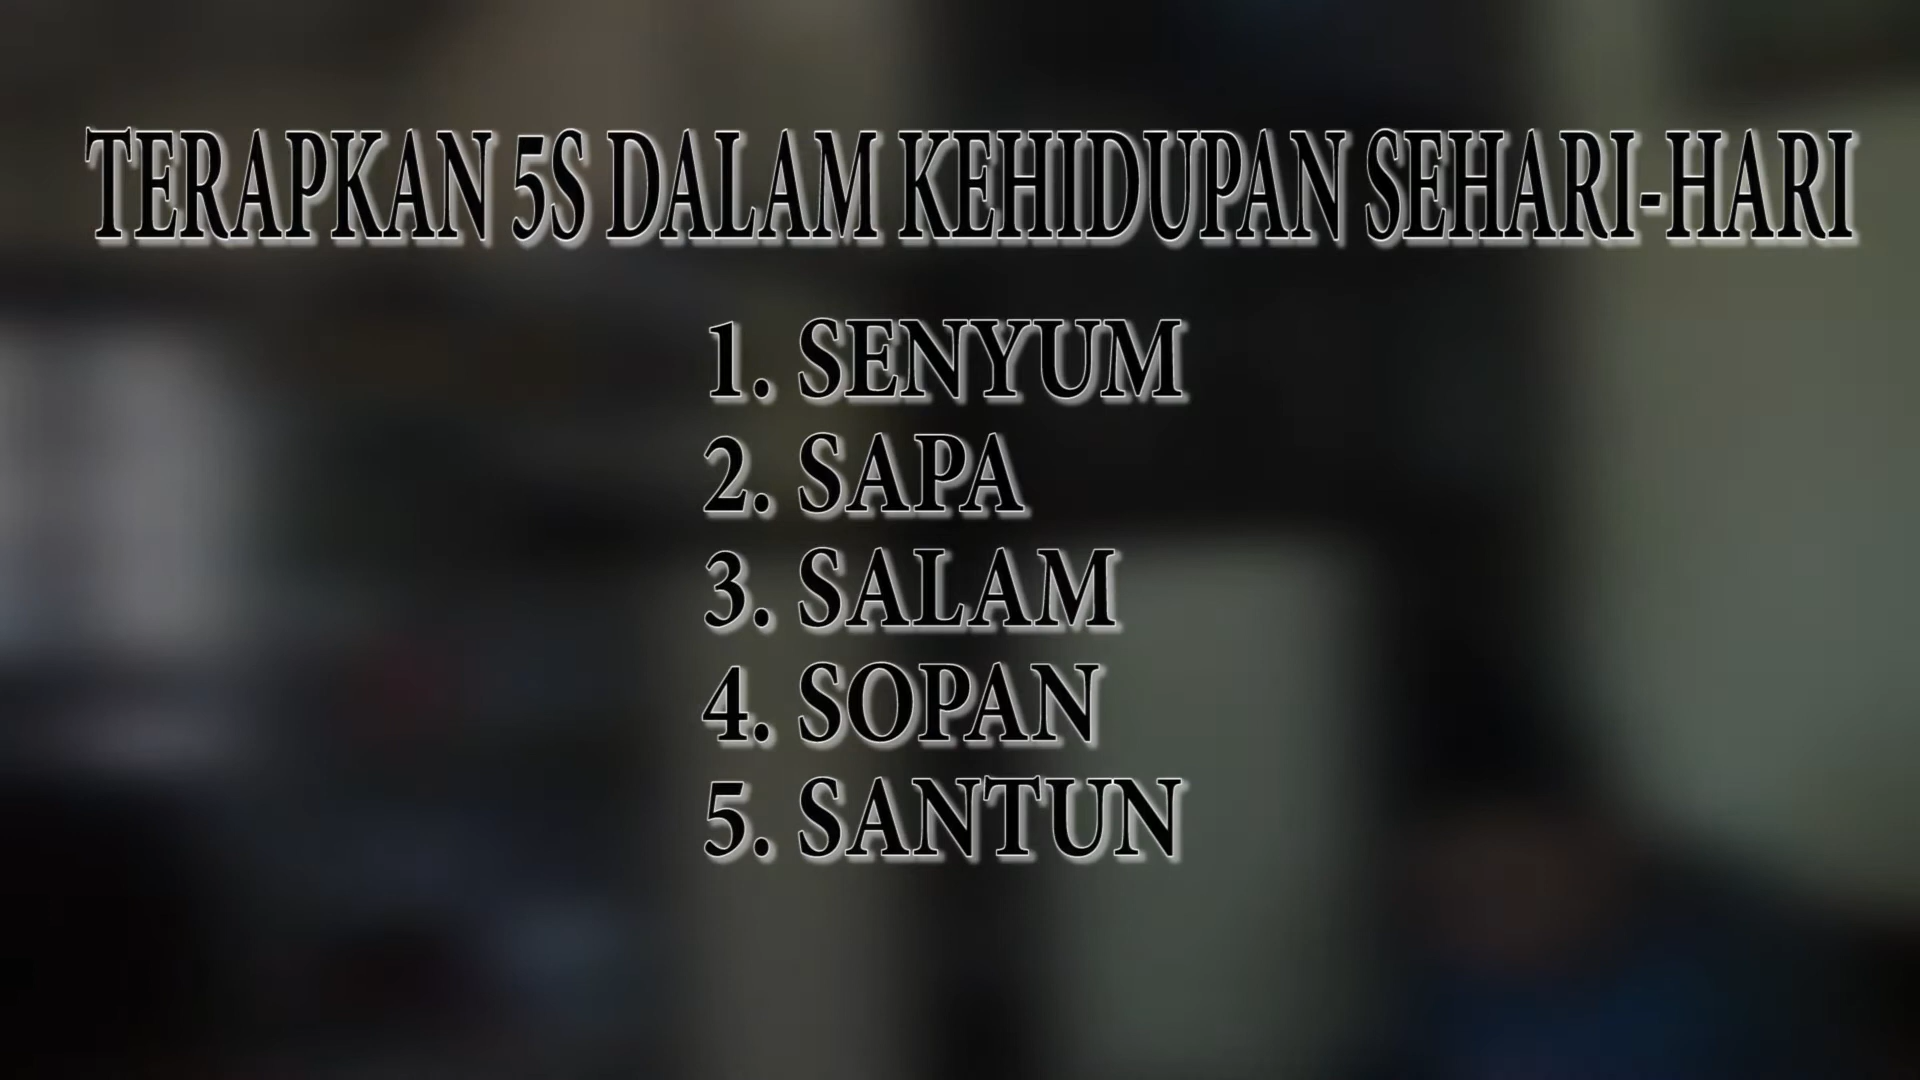 TERAPKAN 5S DALAM KEHIDUPAN SEHARI-HARI
1. SENYUM
2. SAPA
3. SALAM
4. SOPAN
5. SANTUN